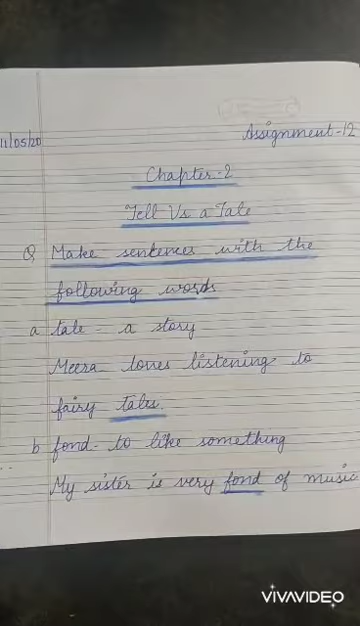 Assignment-12
11/05/20
Chapter-2
Tell Us a Tale
Q Make sentences with the
following words
a tale - a story
Meera loves listening to
fairy tales.
b fond - to like something
My sister is very fond of music
VIVAVIDEO